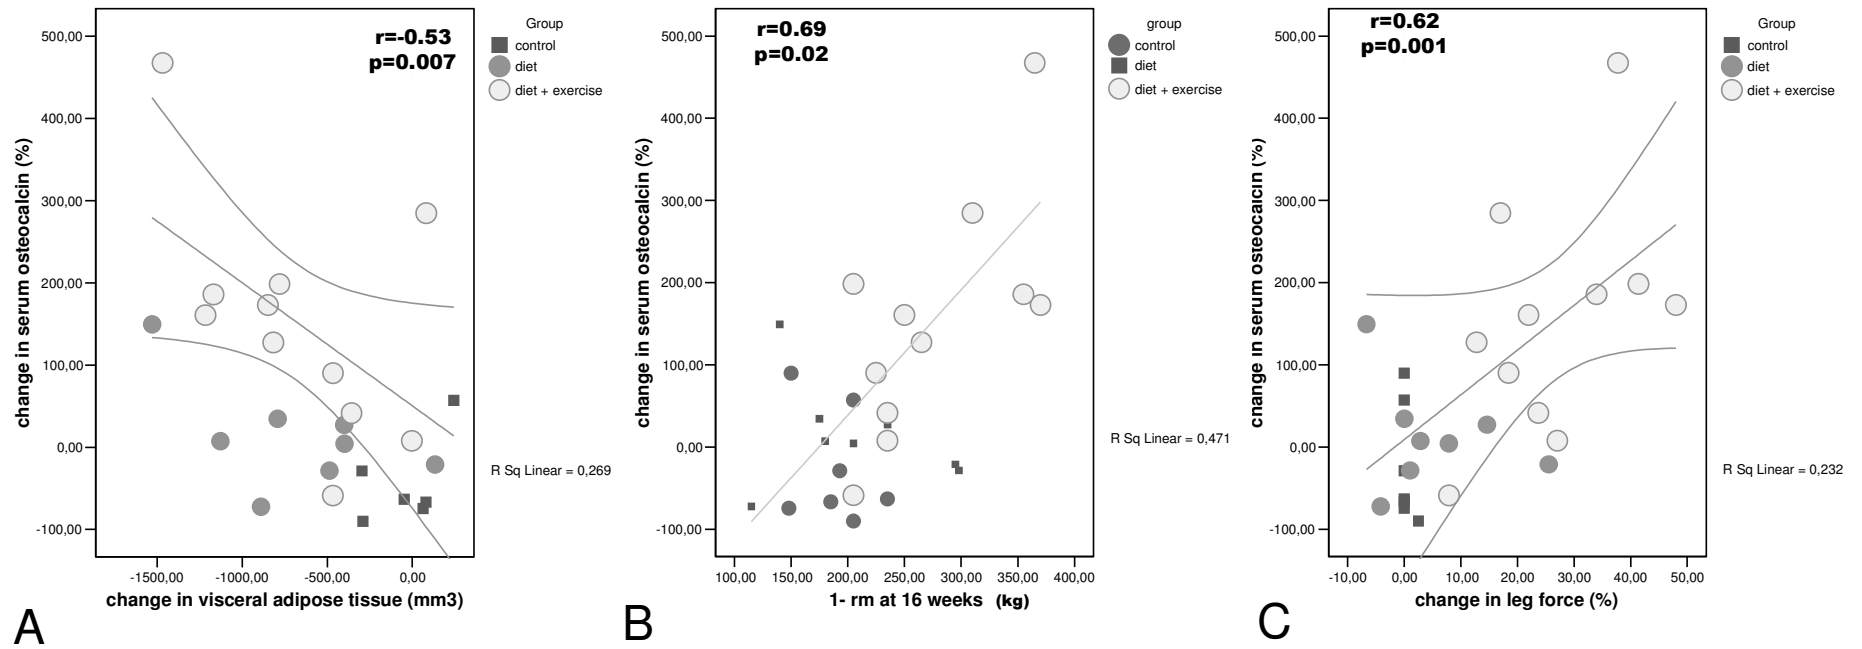 500,00
400,00
300,00
200,00
100,00
0,00
-100,00
change in serum osteocalcin (%)
r=-0.53
p=0.007
Group
control
diet
diet + exercise
R Sq Linear = 0,269
-1500,00 -1000,00 -500,00 0,00
change in visceral adipose tissue (mm3)
A
500,00
400,00
300,00
200,00
100,00
0,00
-100,00
change in serum osteocalcin (%)
r=0.69
p=0.02
group
control
diet
diet + exercise
R Sq Linear = 0,471
100,00 150,00 200,00 250,00 300,00 350,00 400,00
1- rm at 16 weeks (kg)
B
500,00
400,00
300,00
200,00
100,00
0,00
-100,00
change in serum osteocalcin (%)
r=0.62
p=0.001
Group
control
diet
diet + exercise
R Sq Linear = 0,232
-10,00 0,00 10,00 20,00 30,00 40,00 50,00
change in leg force (%)
C